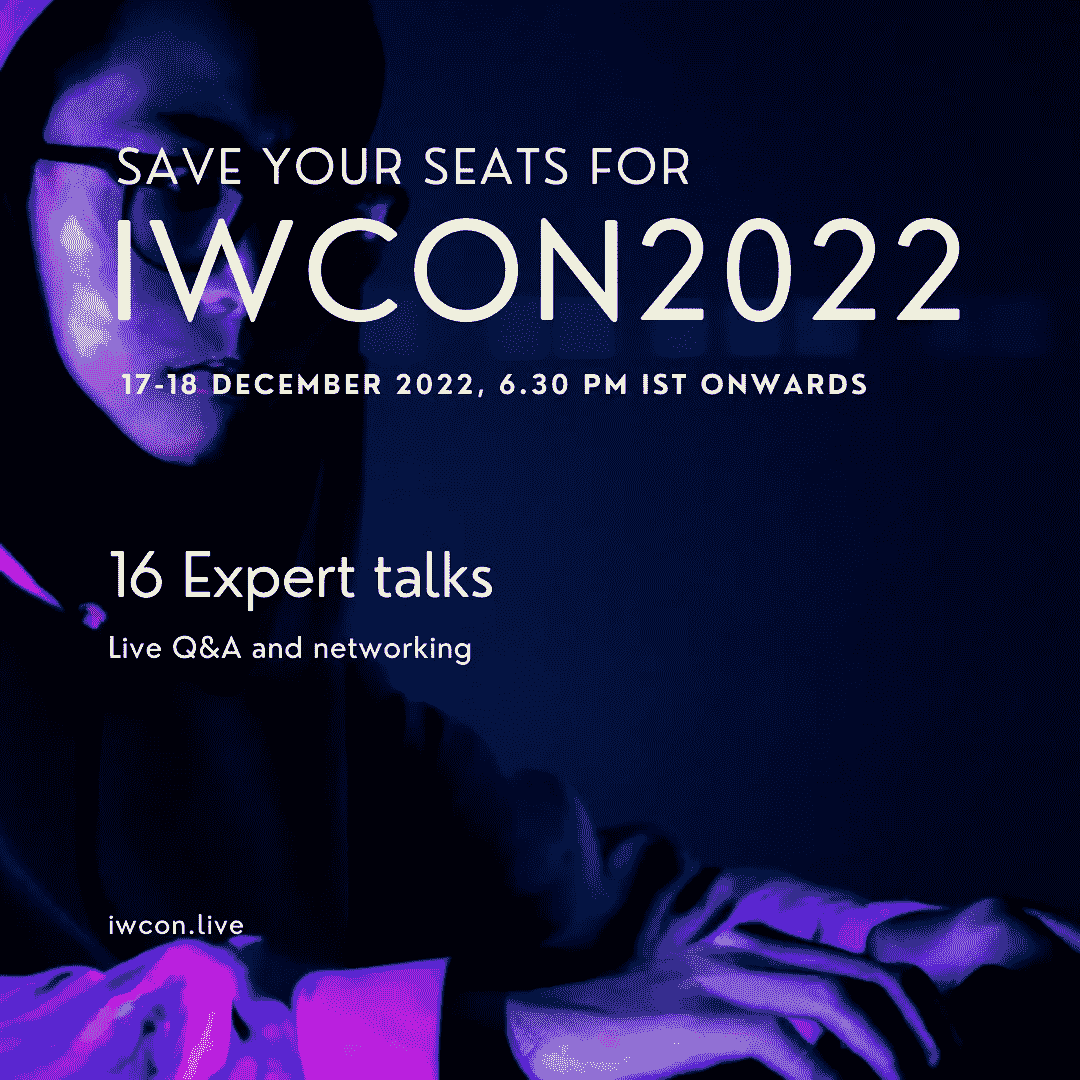 SAVE YOUR SEATS FOR
IWCON2022
17-18 DECEMBER 2022, 6.30 PM IST ONWARDS
16 Expert talks
Live Q&A and networking
iwcon.live